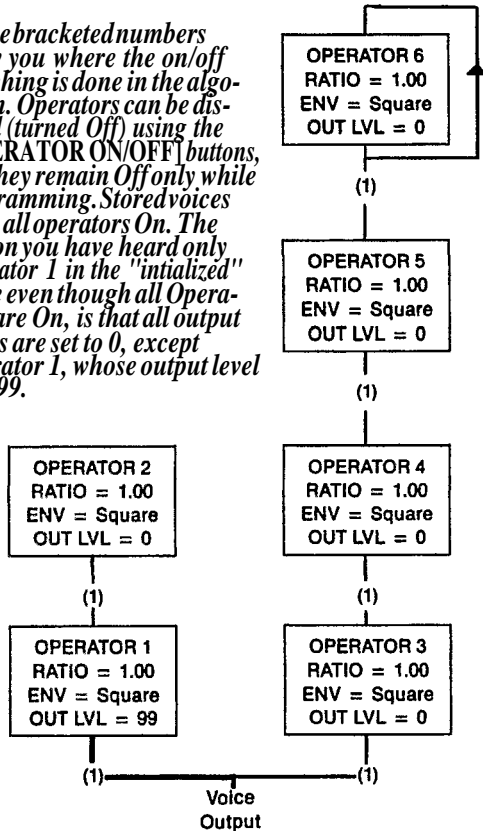 e bracketed numbers
you where the on/off
hing is done in the algo-
n. Operators can be dis-
(turned Off) using the
ERATOR ON/OFF] buttons,
hey remain Off only while
ramming. Stored voices
all operators On. The
on you have heard only
ator 1 in the "intialized"
even though all Opera-
are On, is that all output
s are set to 0, except
rator 1, whose output level
99.
OPERATOR 6
RATIO = 1.00
ENV = Square
OUT LVL = 0
(1)
OPERATOR 5
RATIO = 1.00
ENV = Square
OUT LVL = 0
(1)
OPERATOR 2
RATIO = 1.00
ENV = Square
OUT LVL = 0
OPERATOR 4
RATIO = 1.00
ENV = Square
OUT LVL = 0
(1)
(1)
OPERATOR 1
RATIO = 1.00
ENV = Square
OUT LVL = 99
OPERATOR 3
RATIO = 1.00
ENV = Square
OUT LVL = 0
(1)
(1)
Voice
Output